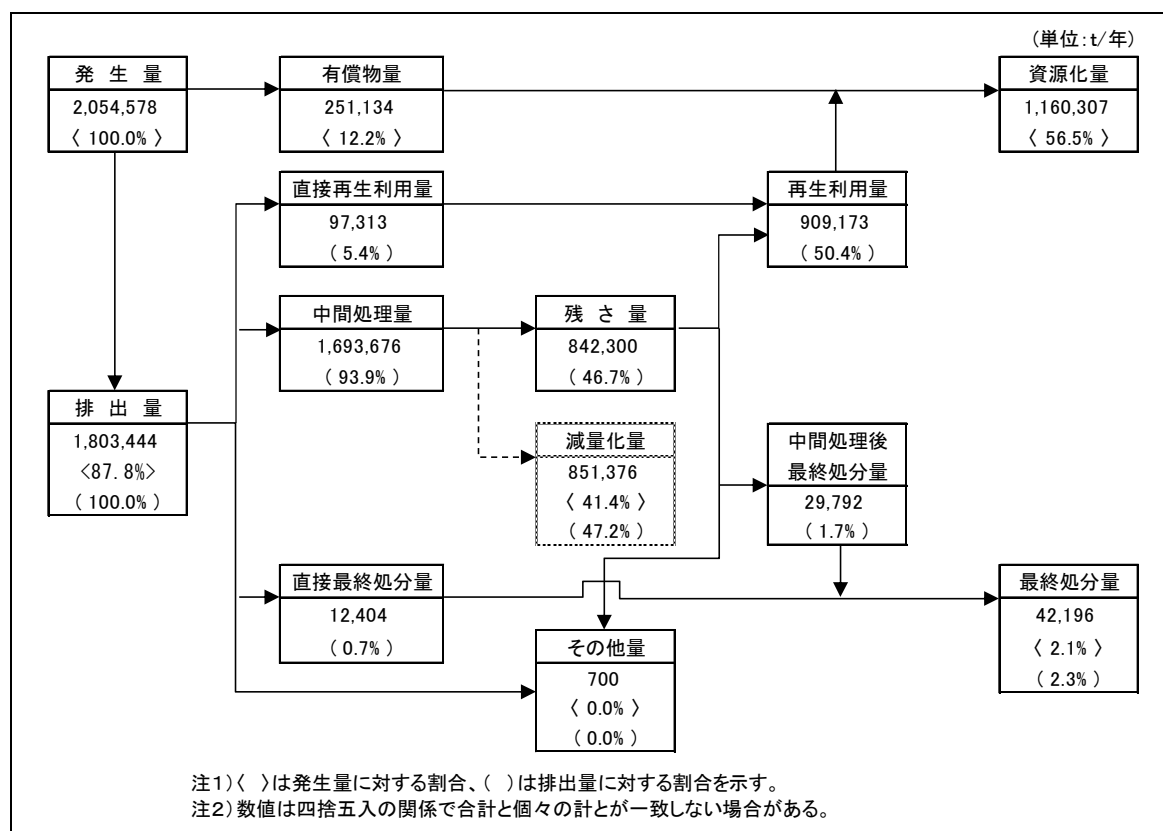 (単位:t/年)
発 生 量
2,054,578
〈 100.0% 〉
有償物量
251,134
〈 12.2% 〉
資源化量
1,160,307
〈 56.5% 〉
直接再生利用量
97,313
( 5.4% )
再生利用量
909,173
( 50.4% )
中間処理量
1,693,676
( 93.9% )
残 さ 量
842,300
( 46.7% )
排 出 量
1,803,444
<87.8%>
( 100.0% )
減量化量
851,376
〈 41.4% 〉
( 47.2% )
中間処理後
最終処分量
29,792
( 1.7% )
直接最終処分量
12,404
( 0.7% )
最終処分量
42,196
〈 2.1% 〉
( 2.3% )
その他量
700
〈 0.0% 〉
( 0.0% )
注1)〈 〉は発生量に対する割合、( )は排出量に対する割合を示す。
注2)数値は四捨五入の関係で合計と個々の計とが一致しない場合がある。